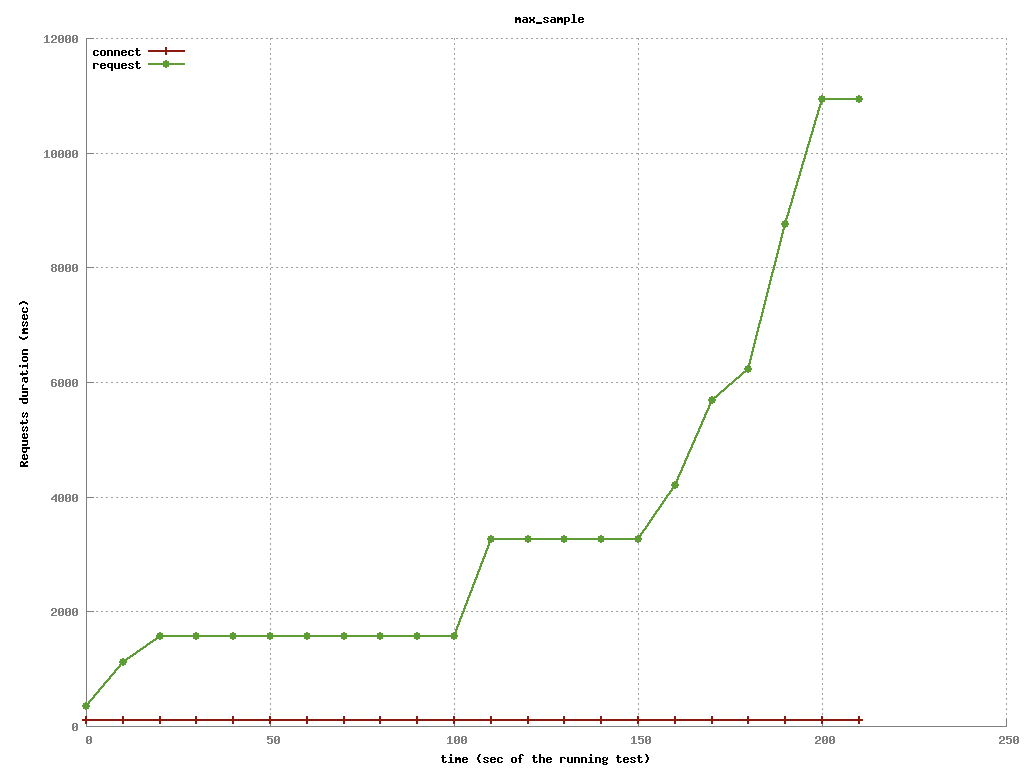 max_sample
12000
connect
request
10000
8000
6000
4000
2000
0
Requests duration (msec)
0 50 100 150 200 250
time (sec of the running test)